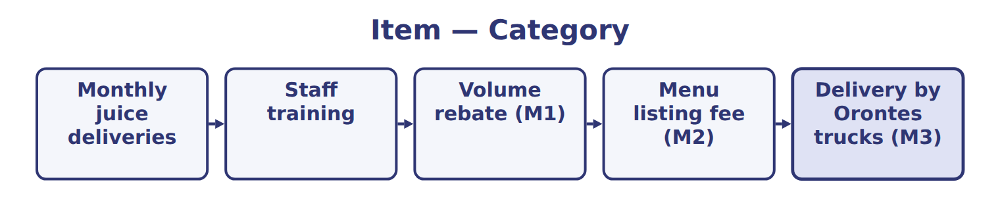 Item — Category
Monthly
juice
deliveries
Staff
training
Volume
rebate (M1)
Menu
listing fee
(M2)
Delivery by
Orontes
trucks (M3)